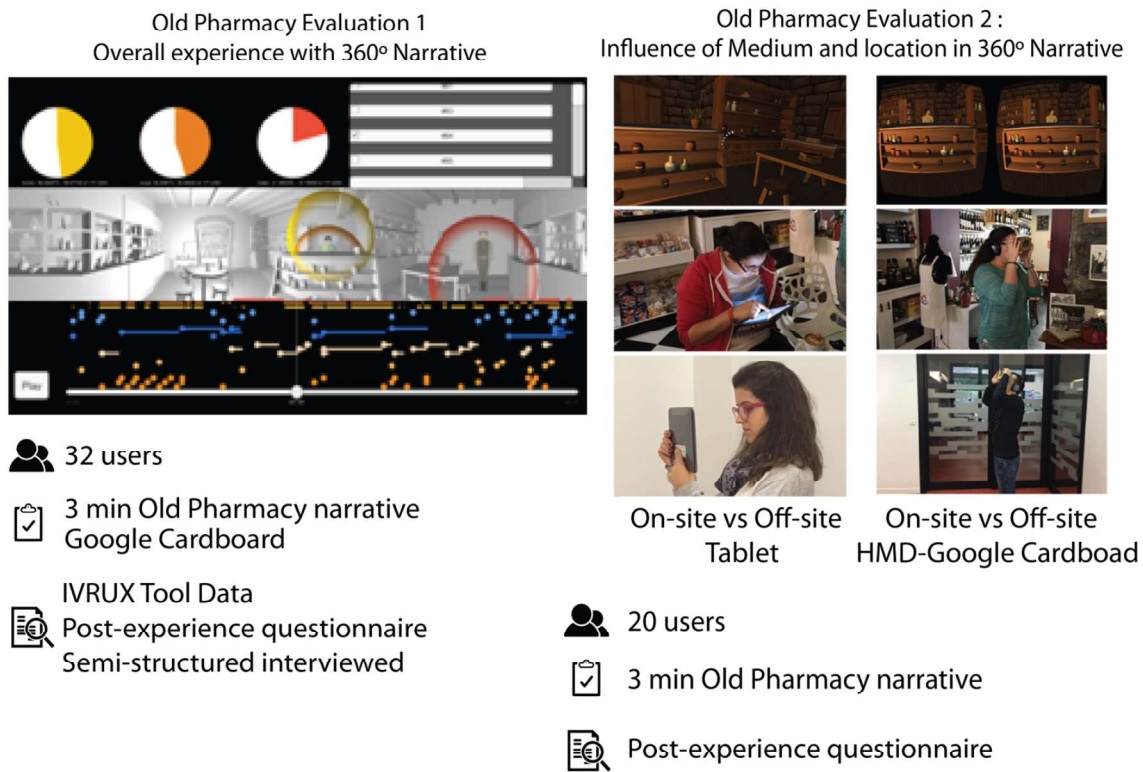 Old Pharmacy Evaluation 1
Overall experience with 360º Narrative
Play
32 users
3 min Old Pharmacy narrative
Google Cardboard
IVRUX Tool Data
Post-experience questionnaire
Semi-structured interviewed
Old Pharmacy Evaluation 2 :
Influence of Medium and location in 360º Narrative
On-site vs Off-site
Tablet
On-site vs Off-site
HMD-Google Cardboad
20 users
3 min Old Pharmacy narrative
Post-experience questionnaire